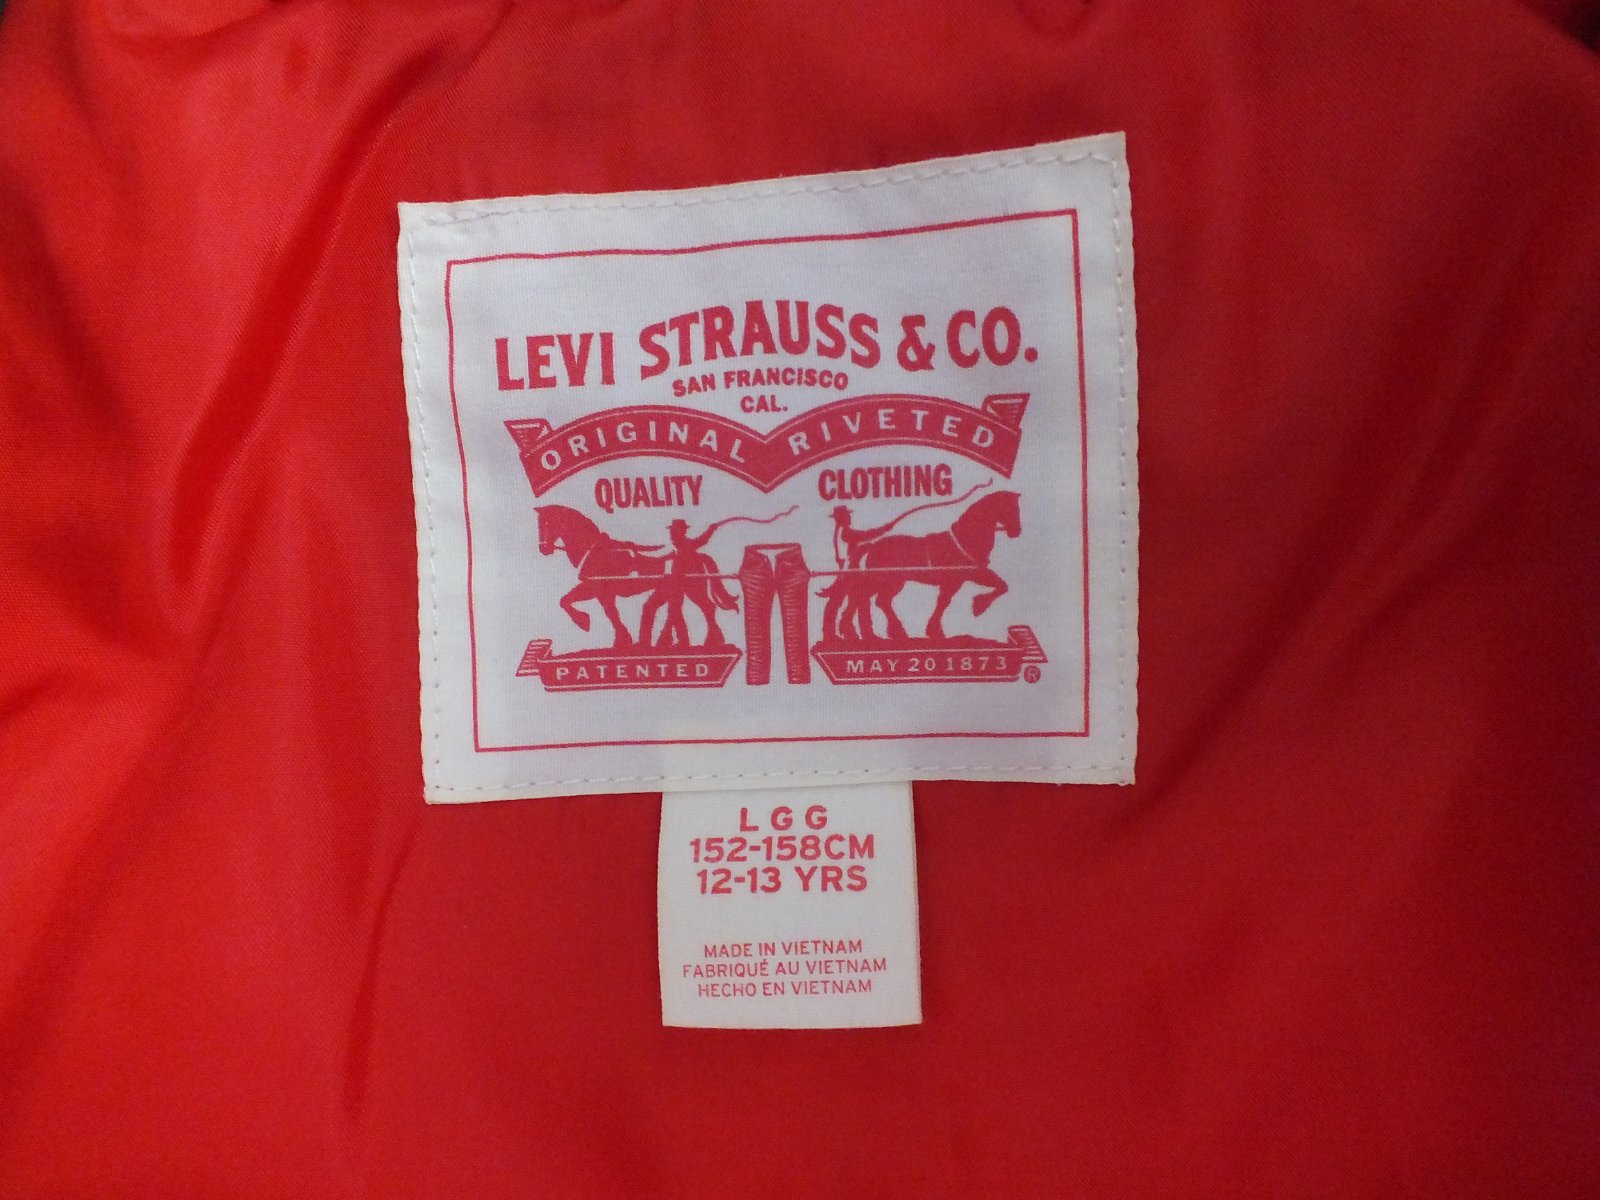 LEVI STRAUSS & CO.
SAN FRANCISCO
CAL.
ORIGINAL RIVETED
QUALITY CLOTHING
PATENTED MAY 20 1873 ®
L G G
152-158CM
12-13 YRS
MADE IN VIETNAM
FABRIQUÉ AU VIETNAM
HECHO EN VIETNAM